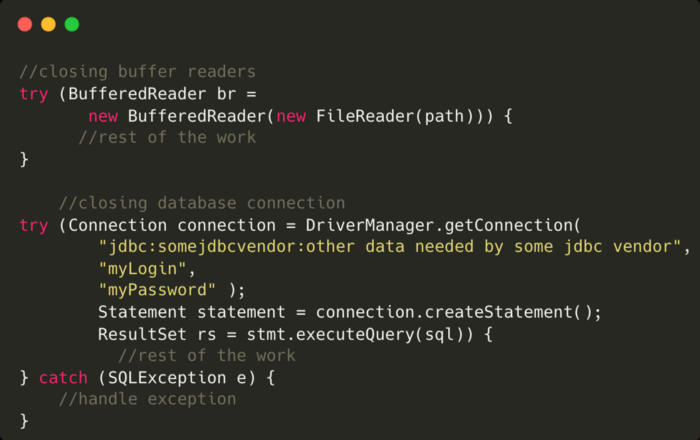 //closing buffer readers
try (BufferedReader br =
new BufferedReader(new FileReader(path))) {
//rest of the work
}
//closing database connection
try (Connection connection = DriverManager.getConnection(
"jdbc:somejdbcvendor:other data needed by some jdbc vendor",
"myLogin",
"myPassword" );
Statement statement = connection.createStatement();
ResultSet rs = stmt.executeQuery(sql)) {
//rest of the work
} catch (SQLException e) {
//handle exception
}